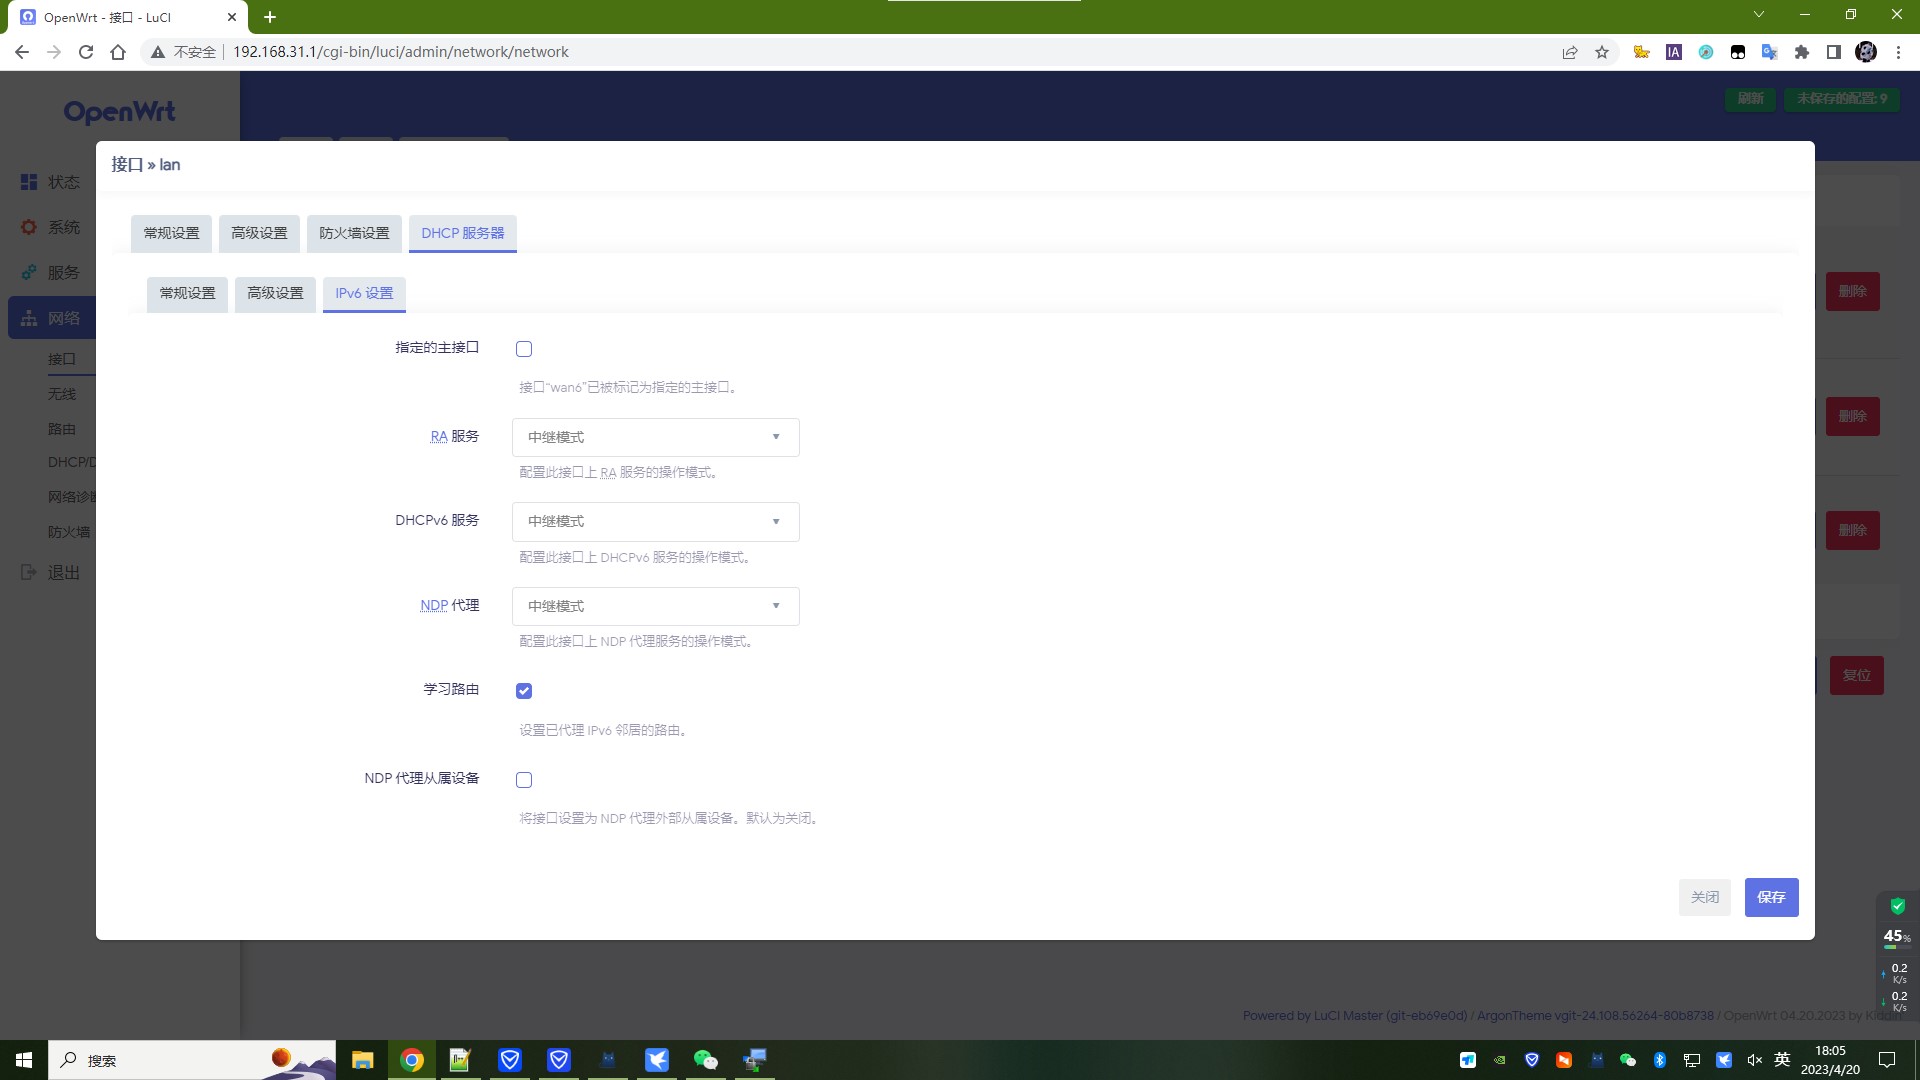 OpenWrt - 接口 - LuCI
不安全
192.168.31.1/cgi-bin/luci/admin/network/network
OpenWrt
刷新
未保存的配置: 9
接口 » lan
状态
系统
服务
网络
接口
无线
路由
DHCP/D
网络诊断
防火墙
退出
常规设置
高级设置
防火墙设置
DHCP 服务器
常规设置
高级设置
IPv6 设置
指定的主接口
接口“wan6”已被标记为指定的主接口。
RA 服务
中继模式
配置此接口上 RA 服务的操作模式。
DHCPv6 服务
中继模式
配置此接口上 DHCPv6 服务的操作模式。
NDP 代理
中继模式
配置此接口上 NDP 代理服务的操作模式。
学习路由
设置已代理 IPv6 邻居的路由。
NDP 代理从属设备
将接口设置为 NDP 代理外部从属设备。默认为关闭。
关闭
保存
删除
删除
删除
复位
45%
0.2
K/s
0.2
K/s
Powered by LuCI Master (git-eb69e0d) / ArgonTheme vgit-24.108.56264-80b8738 / OpenWrt 04.20.2023 by
搜索
IA
英
18:05
2023/4/20